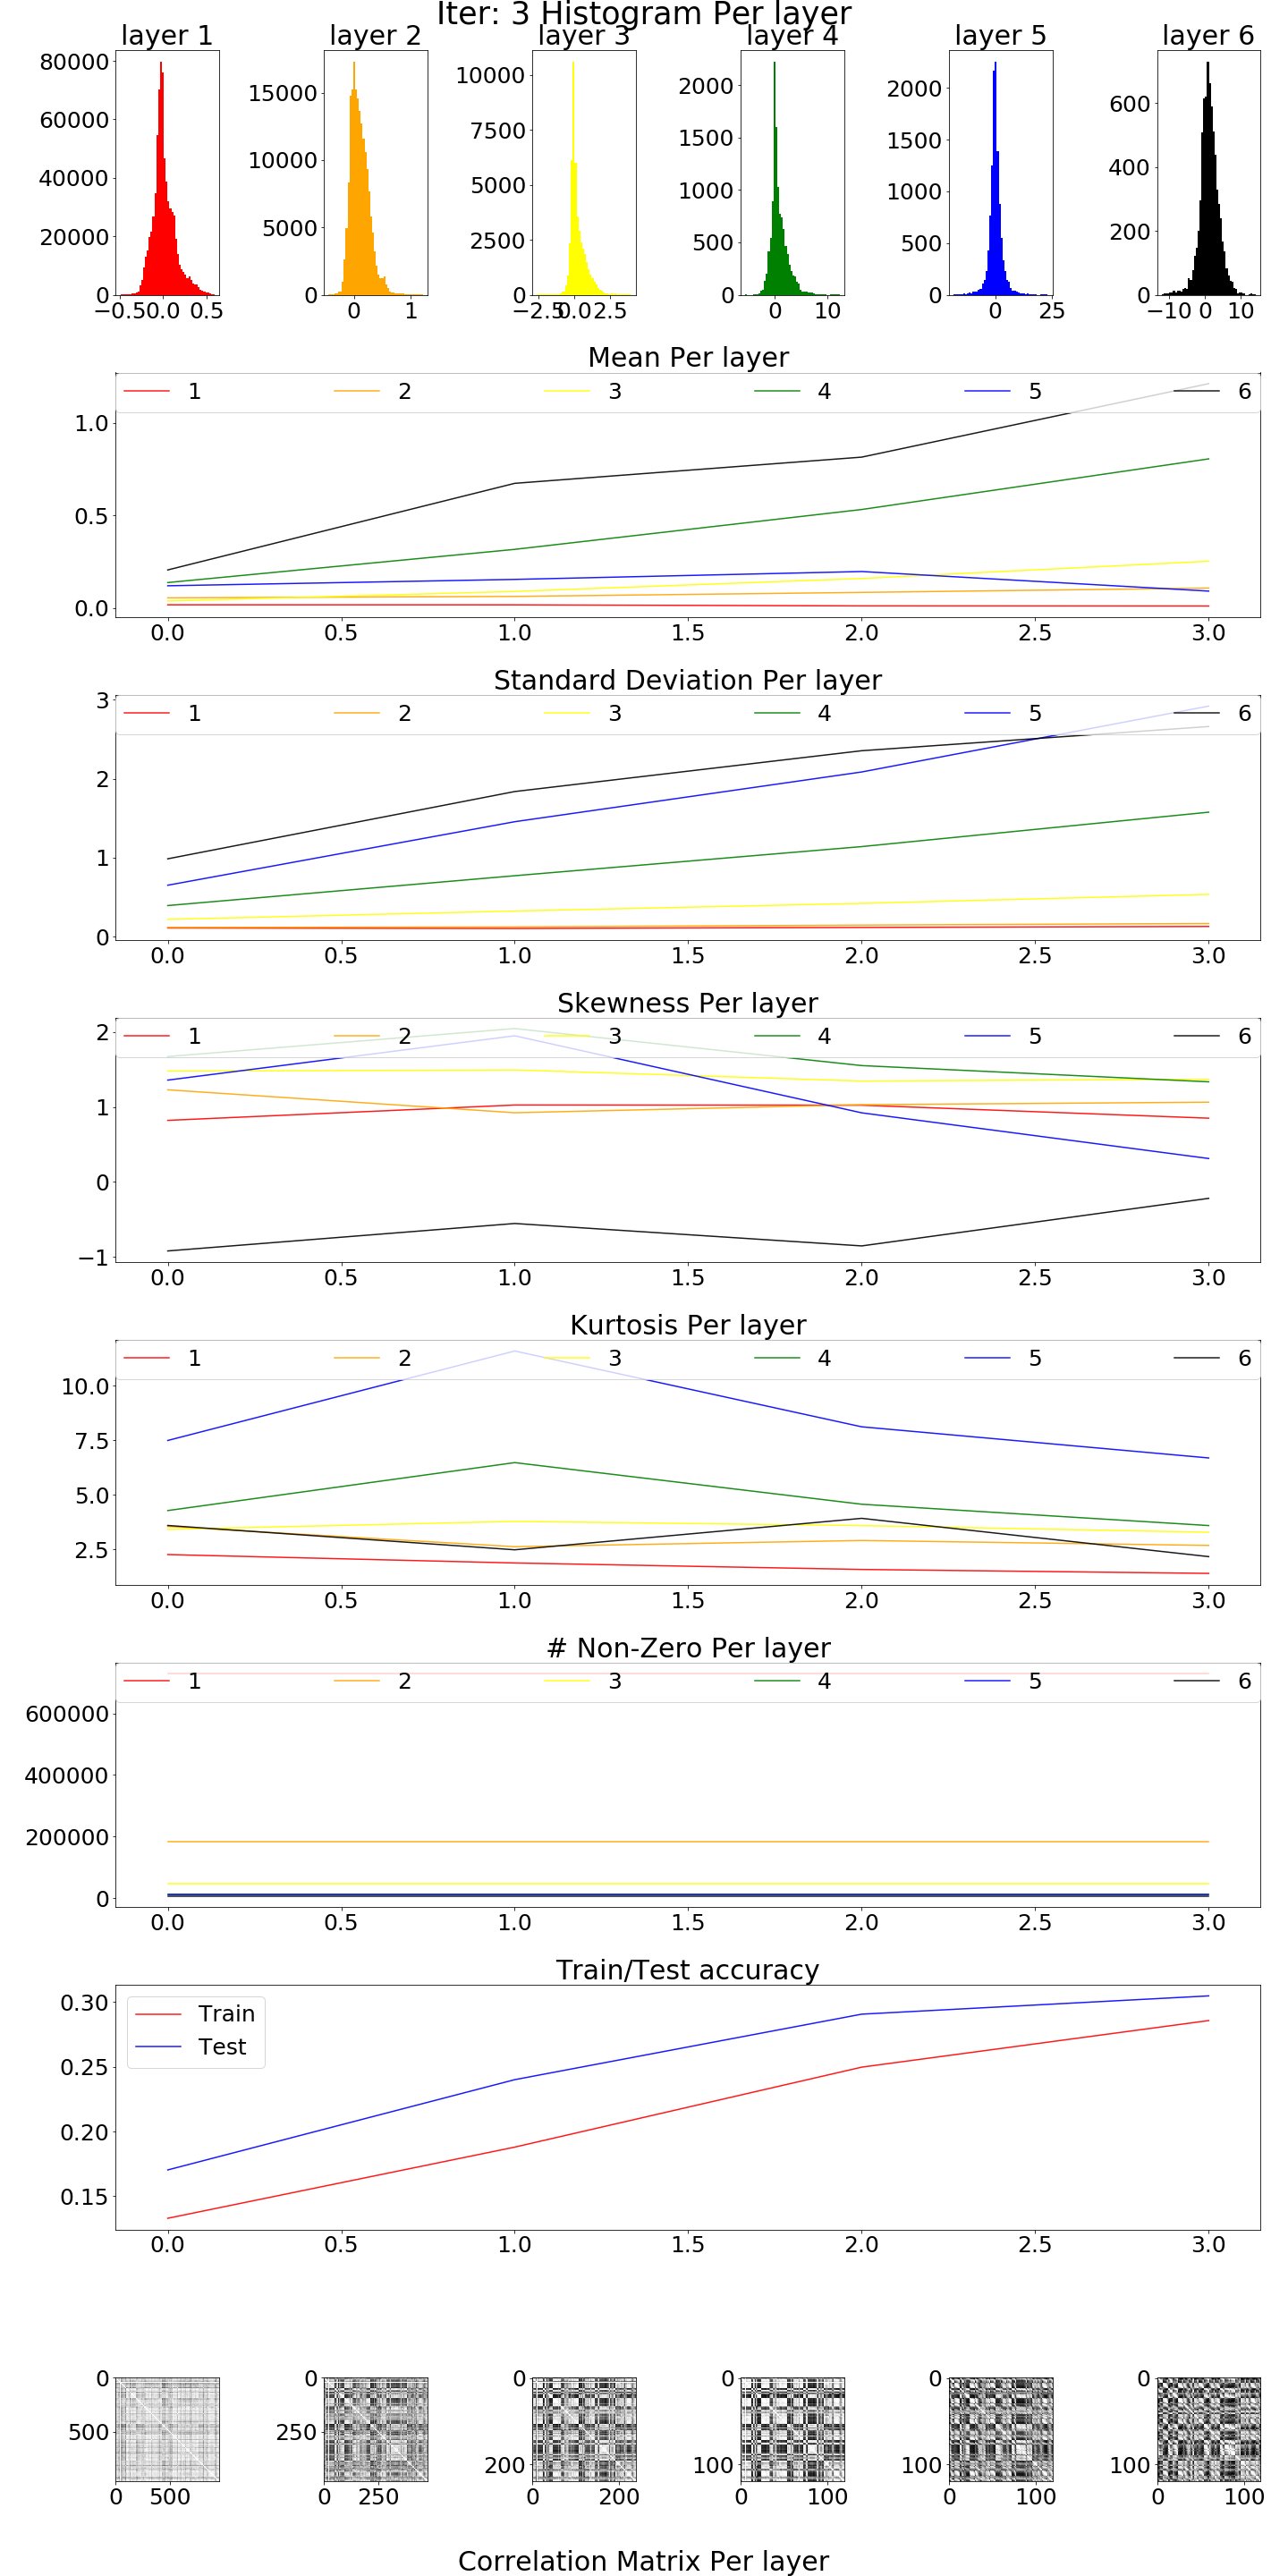 Iter: 3 Histogram Per layer
layer 1 layer 2 layer 3 layer 4 layer 5 layer 6
80000
60000
40000
20000
0
−0.5 0.0 0.5
15000
10000
5000
0
0 1
10000
7500
5000
2500
0
−2.5 0.0 2.5
2000
1500
1000
500
0
0 10
2000
1500
1000
500
0
0 25
600
400
200
0
−10 0 10
Mean Per layer
1 2 3 4 5 6
1.0
0.5
0.0
0.0 0.5 1.0 1.5 2.0 2.5 3.0
Standard Deviation Per layer
1 2 3 4 5 6
3
2
1
0
0.0 0.5 1.0 1.5 2.0 2.5 3.0
Skewness Per layer
1 2 3 4 5 6
2
1
0
−1
0.0 0.5 1.0 1.5 2.0 2.5 3.0
Kurtosis Per layer
1 2 3 4 5 6
10.0
7.5
5.0
2.5
0.0 0.5 1.0 1.5 2.0 2.5 3.0
# Non-Zero Per layer
1 2 3 4 5 6
600000
400000
200000
0
0.0 0.5 1.0 1.5 2.0 2.5 3.0
Train/Test accuracy
Train
Test
0.30
0.25
0.20
0.15
0.0 0.5 1.0 1.5 2.0 2.5 3.0
0
500
0 500
0
250
0 250
0
200
0 200
0
100
0 100
0
100
0 100
0
100
0 100
Correlation Matrix Per layer